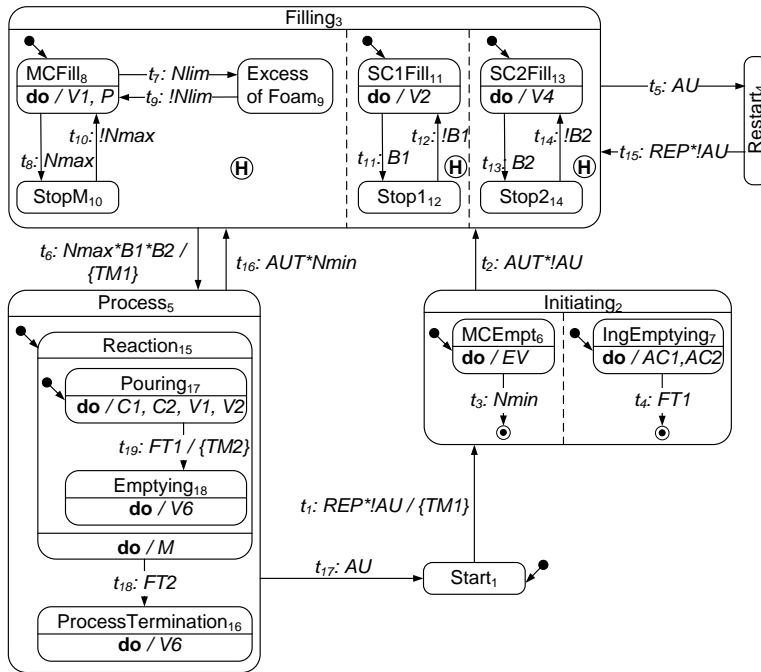 Filling₃
MCFill₈
do / V1, P
t₇: Nlim
t₉: !Nlim
Excess
of Foam₉
SC1Fill₁₁
do / V2
SC2Fill₁₃
do / V4
t₅: AU
t₁₀: !Nmax
t₈: Nmax
t₁₂: !B1
t₁₁: B1
t₁₄: !B2
t₁₃: B2
t₁₅: REP*!AU
Restart₄
H
H
H
StopM₁₀
Stop1₁₂
Stop2₁₄
t₆: Nmax*B1*B2 /
{TM1}
t₁₆: AUT*Nmin
t₂: AUT*!AU
Process₅
Initiating₂
Reaction₁₅
MCEmpt₆
do / EV
IngEmptying₇
do / AC1,AC2
Pouring₁₇
do / C1, C2, V1, V2
t₃: Nmin
t₄: FT1
t₁₉: FT1 / {TM2}
Emptying₁₈
do / V6
t₁: REP*!AU / {TM1}
do / M
t₁₇: AU
Start₁
t₁₈: FT2
ProcessTermination₁₆
do / V6